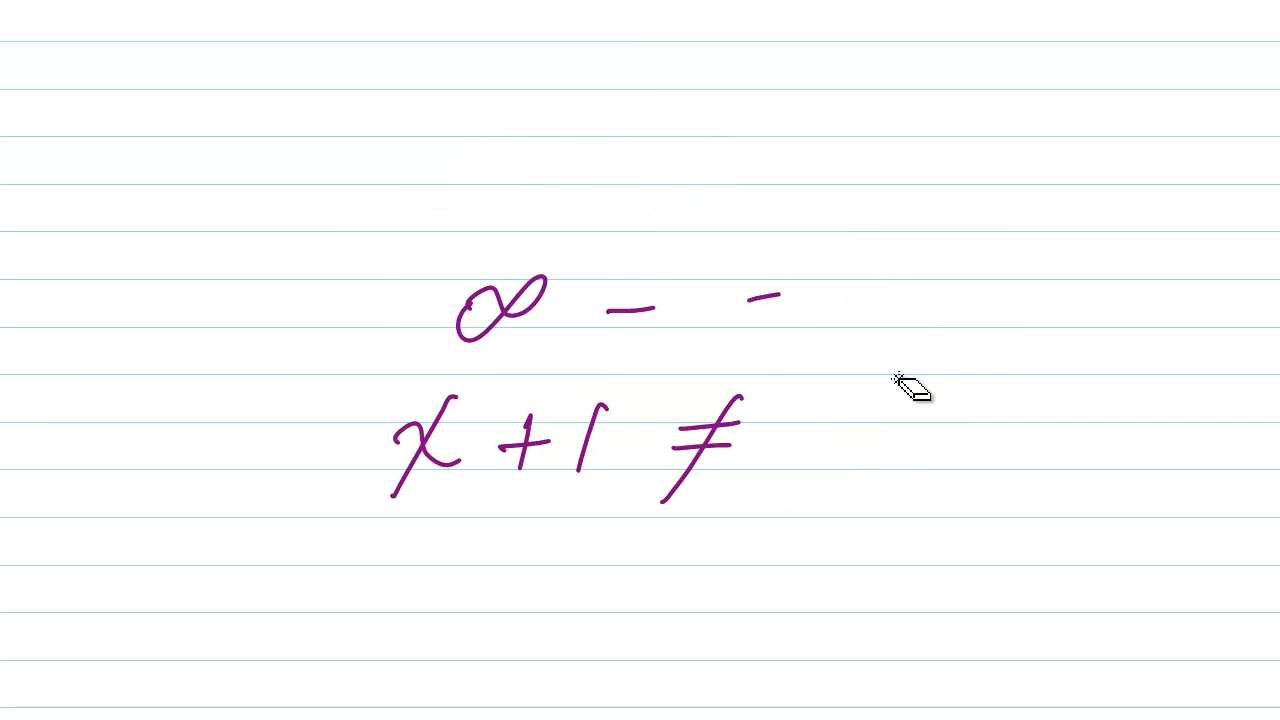 ∞ - -
x + 1 ≠